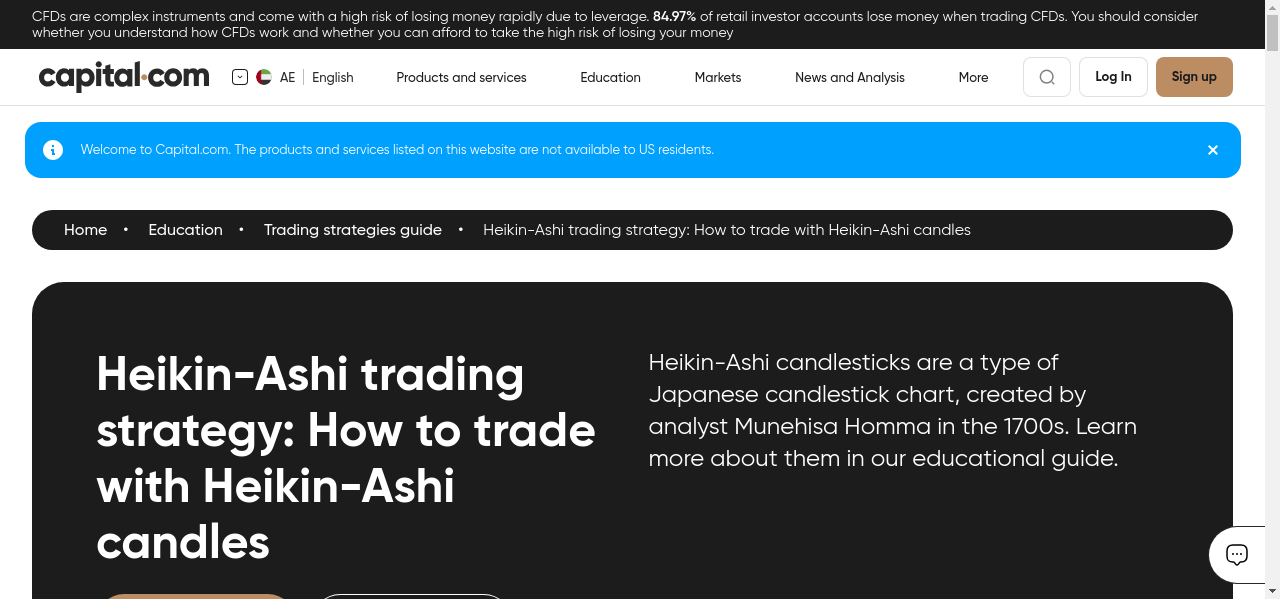 CFDs are complex instruments and come with a high risk of losing money rapidly due to leverage. 84.97% of retail investor accounts lose money when trading CFDs. You should consider
whether you understand how CFDs work and whether you can afford to take the high risk of losing your money
capital.com AE English Products and services Education Markets News and Analysis More Log In Sign up
Welcome to Capital.com. The products and services listed on this website are not available to US residents.
Home • Education • Trading strategies guide • Heikin-Ashi trading strategy: How to trade with Heikin-Ashi candles
Heikin-Ashi trading
strategy: How to trade
with Heikin-Ashi
candles
Heikin-Ashi candlesticks are a type of
Japanese candlestick chart, created by
analyst Munehisa Homma in the 1700s. Learn
more about them in our educational guide.